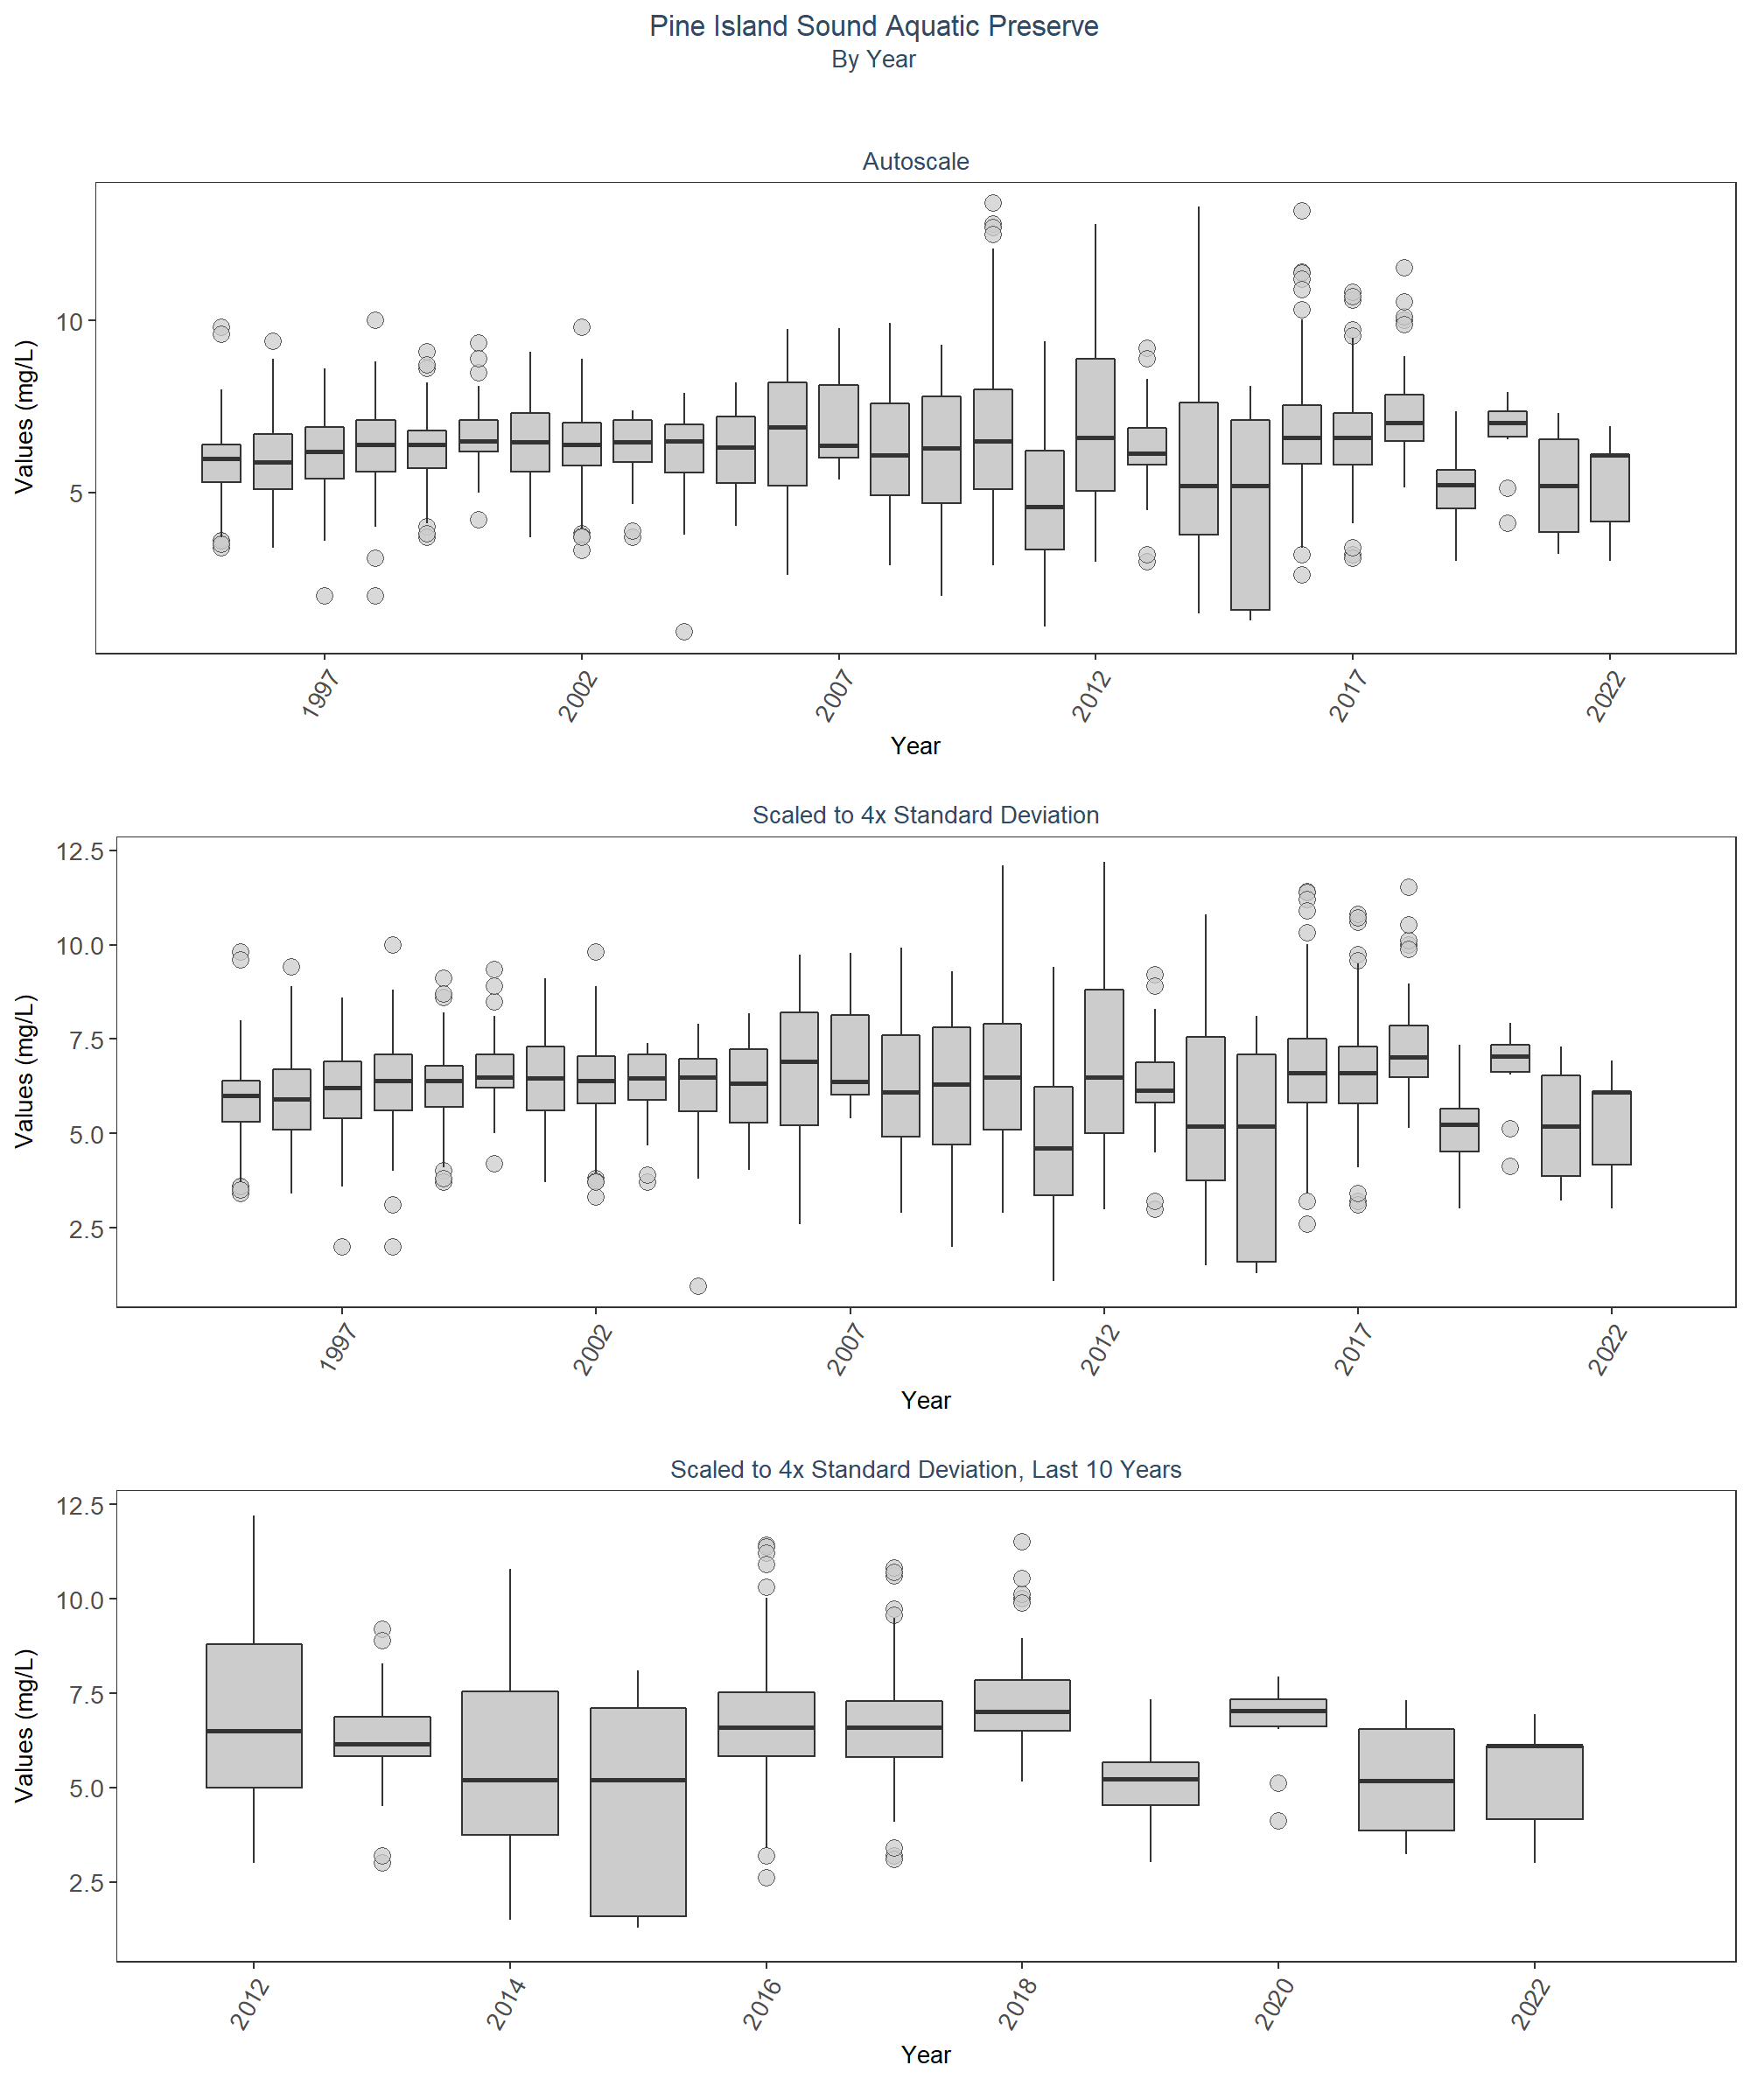 Pine Island Sound Aquatic Preserve
By Year
Autoscale
Values (mg/L)
10
5
1997
2002
2007
2012
2017
2022
Year
Scaled to 4x Standard Deviation
Values (mg/L)
12.5
10.0
7.5
5.0
2.5
1997
2002
2007
2012
2017
2022
Year
Scaled to 4x Standard Deviation, Last 10 Years
Values (mg/L)
12.5
10.0
7.5
5.0
2.5
2012
2014
2016
2018
2020
2022
Year